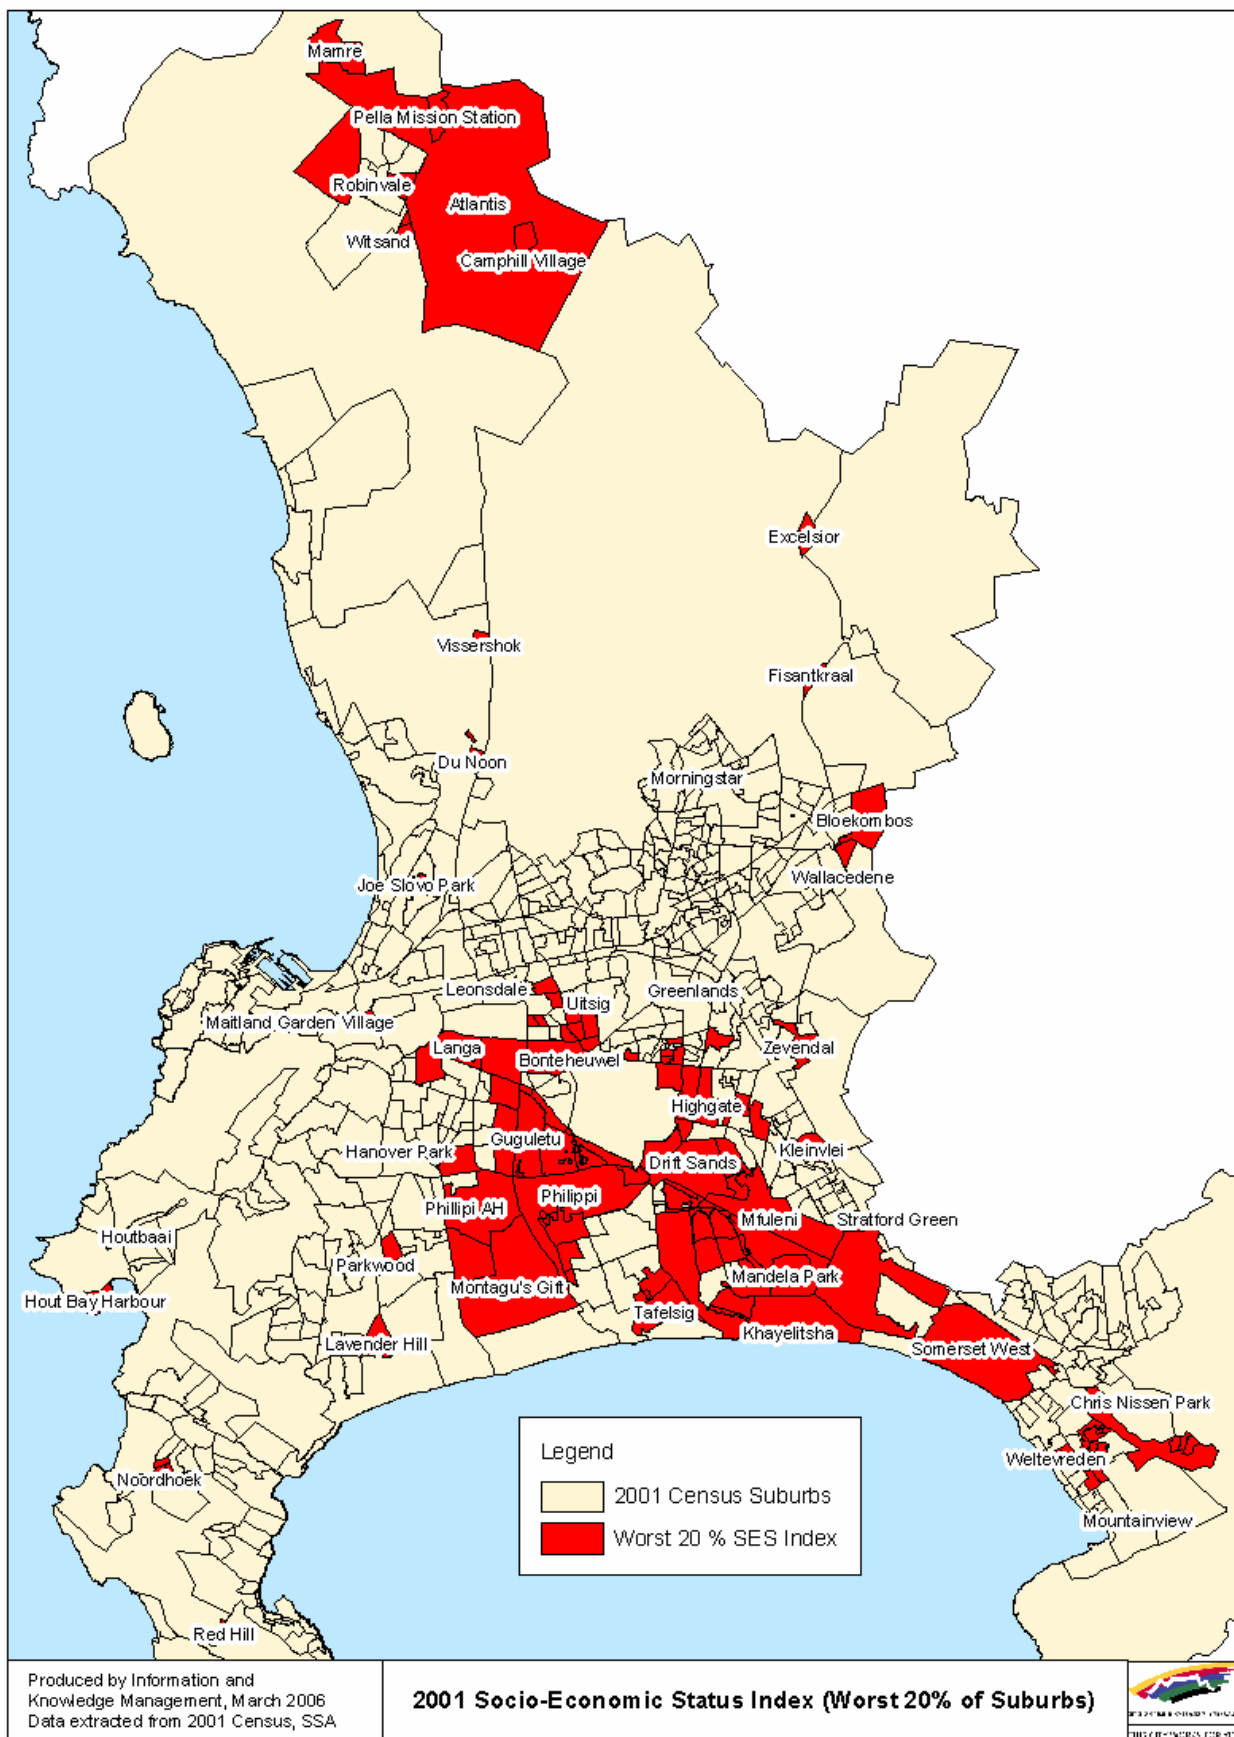 Mamre
Pella Mission Station
Robinvale
Atlantis
Witsand
Camphill Village
Excelsior
Vissershok
Fisantkraal
Du Noon
Morningstar
Bloekombos
Wallacedene
Joe Slovo Park
Leonsdale
Uitsig
Greenlands
Maitland Garden Village
Langa
Bonteheuwel
Zevendal
Highgate
Hanover Park
Guguletu
Drift Sands
Kleinvlei
Phillipi AH
Philippi
Mfuleni
Stratford Green
Houtbaai
Parkwood
Montagu's Gift
Mandela Park
Hout Bay Harbour
Tafelsig
Khayelitsha
Lavender Hill
Somerset West
Chris Nissen Park
Noordhoek
Weltevreden
Mountainview
Red Hill
Legend
2001 Census Suburbs
Worst 20 % SES Index
Produced by Information and
Knowledge Management, March 2006
Data extracted from 2001 Census, SSA
2001 Socio-Economic Status Index (Worst 20% of Suburbs)